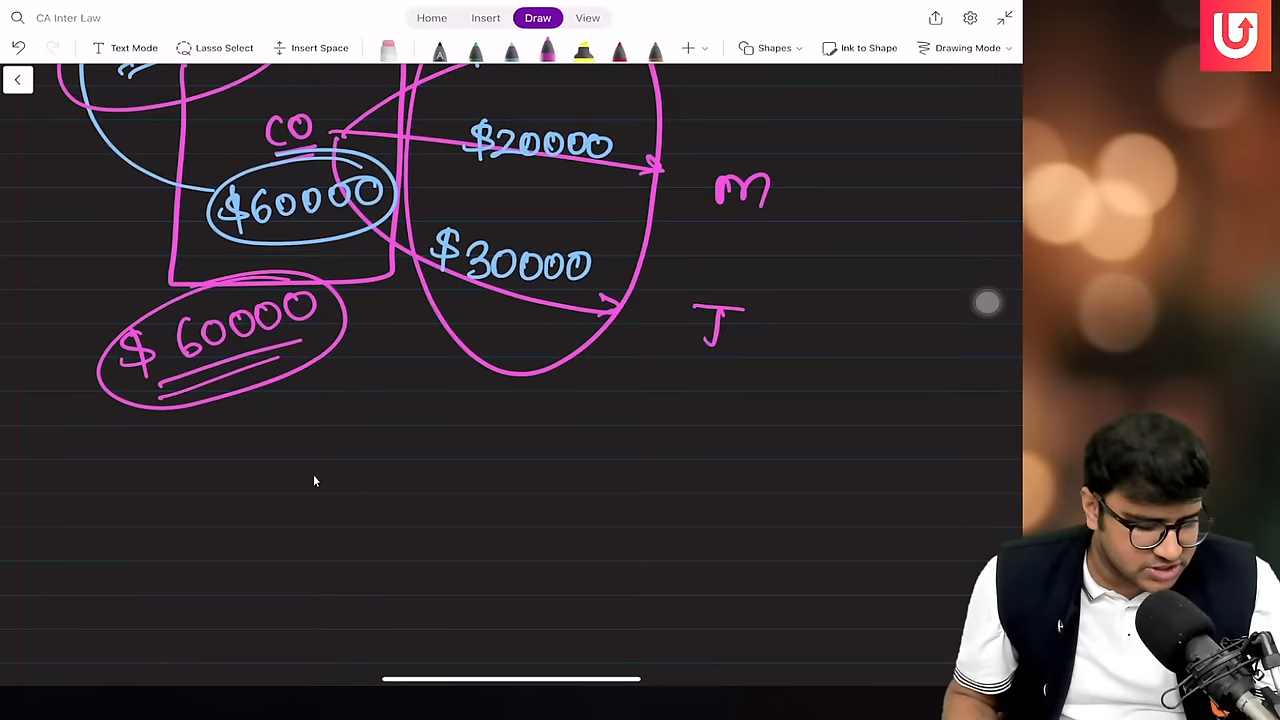 CA Inter Law
Home Insert Draw View
Text Mode Lasso Select Insert Space Shapes Ink to Shape Drawing Mode
CO
$60000
$20000
$30000
$ 60000
m
J